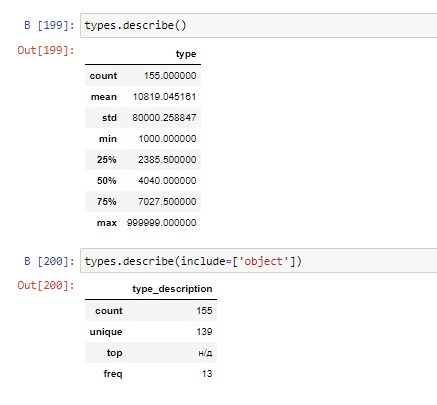 В [199]: types.describe()
Out[199]:
type
count 155.000000
mean 10819.045161
std 80000.258847
min 1000.000000
25% 2385.500000
50% 4040.000000
75% 7027.500000
max 999999.000000
В [200]: types.describe(include=['object'])
Out[200]:
type_description
count 155
unique 139
top н/д
freq 13